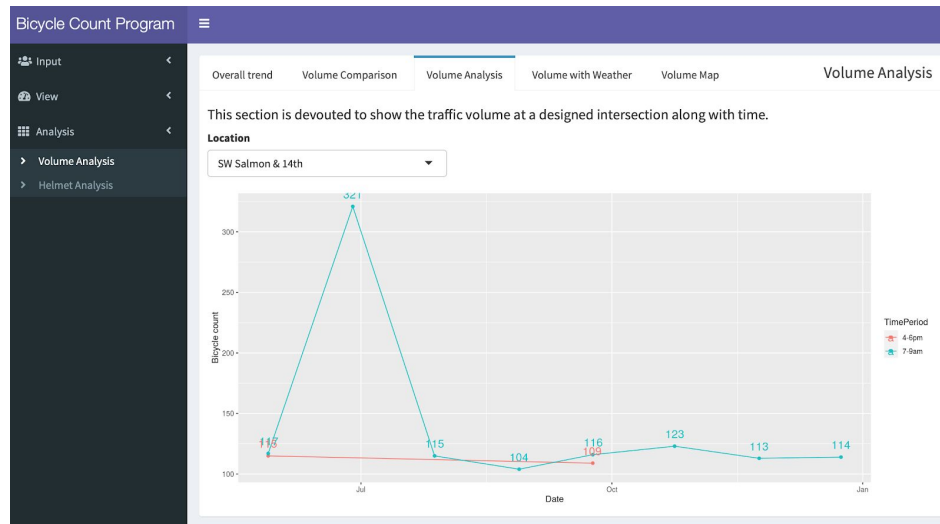 Bicycle Count Program
Input
View
Analysis
Volume Analysis
Helmet Analysis
Overall trend
Volume Comparison
Volume Analysis
Volume with Weather
Volume Map
Volume Analysis
This section is devouted to show the traffic volume at a designed intersection along with time.
Location
SW Salmon & 14th
321
300
250
200
150
100
Bicycle count
115
104
116
109
123
113
114
Jul
Oct
Jan
Date
TimePeriod
4-6pm
7-9am